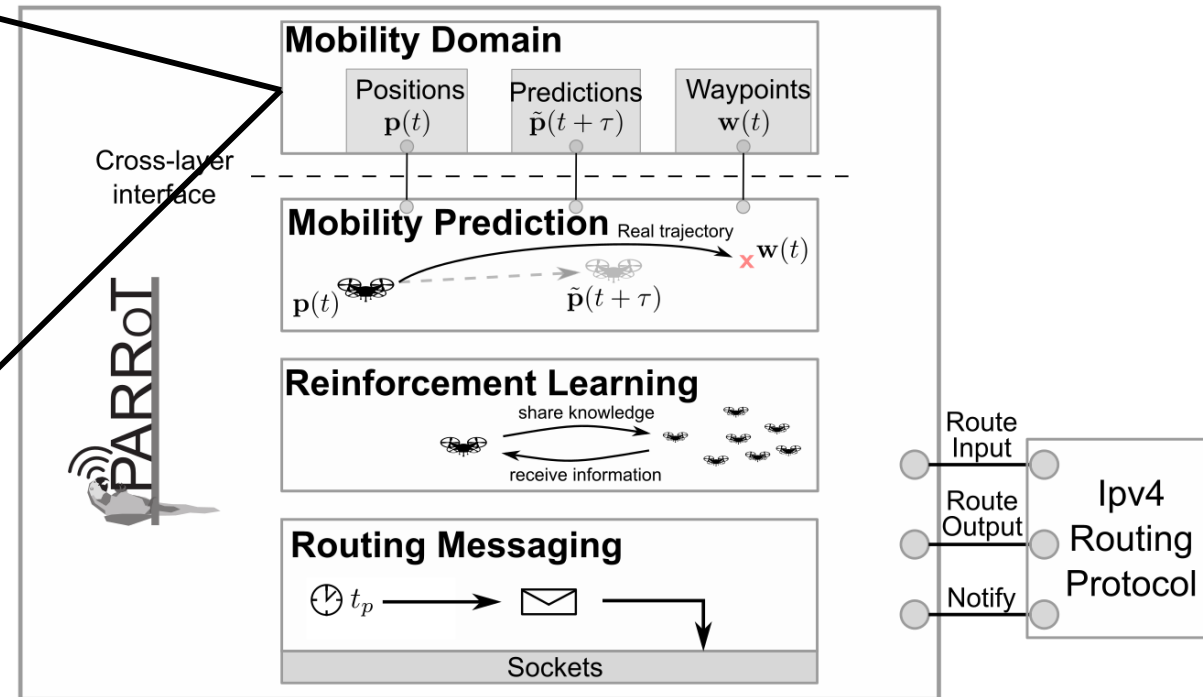 Mobility Domain
Positions
p(t)
Predictions
p̃(t + τ)
Waypoints
w(t)
Cross-layer
interface
Mobility Prediction
Real trajectory
x w(t)
p(t)
p̃(t + τ)
PARRoT
Reinforcement Learning
share knowledge
receive information
Routing Messaging
tₚ
Sockets
Route
Input
Route
Output
Notify
Ipv4
Routing
Protocol